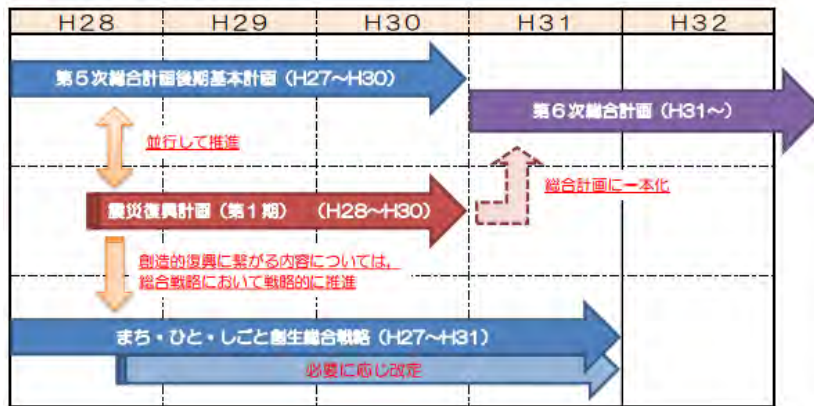 H28 H29 H30 H31 H32
第5次総合計画後期基本計画（H27～H30）
第6次総合計画（H31～）
並行して推進
総合計画に一本化
震災復興計画（第1期）　（H28～H30）
創造的復興に繋がる内容については，
総合戦略において戦略的に推進
まち・ひと・しごと創生総合戦略（H27～H31）
必要に応じ改定